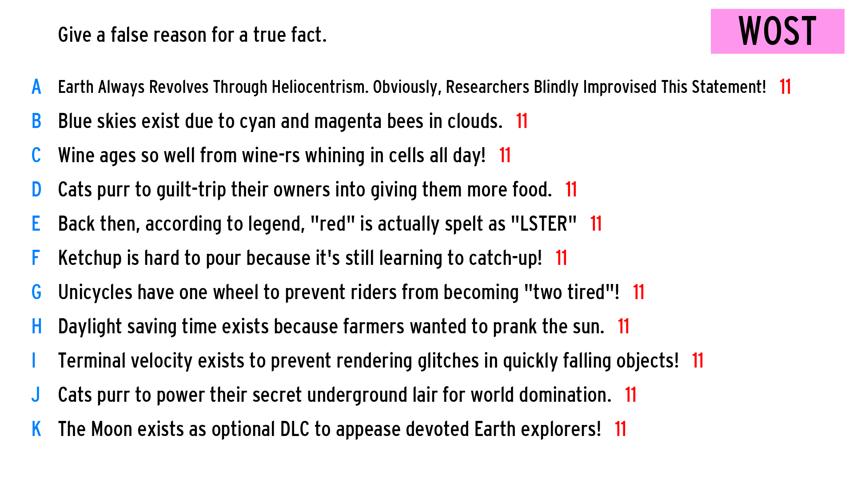 Give a false reason for a true fact.
WOST
A Earth Always Revolves Through Heliocentrism. Obviously, Researchers Blindly Improvised This Statement! 11
B Blue skies exist due to cyan and magenta bees in clouds. 11
C Wine ages so well from wine-rs whining in cells all day! 11
D Cats purr to guilt-trip their owners into giving them more food. 11
E Back then, according to legend, "red" is actually spelt as "LSTER" 11
F Ketchup is hard to pour because it's still learning to catch-up! 11
G Unicycles have one wheel to prevent riders from becoming "two tired"! 11
H Daylight saving time exists because farmers wanted to prank the sun. 11
I Terminal velocity exists to prevent rendering glitches in quickly falling objects! 11
J Cats purr to power their secret underground lair for world domination. 11
K The Moon exists as optional DLC to appease devoted Earth explorers! 11